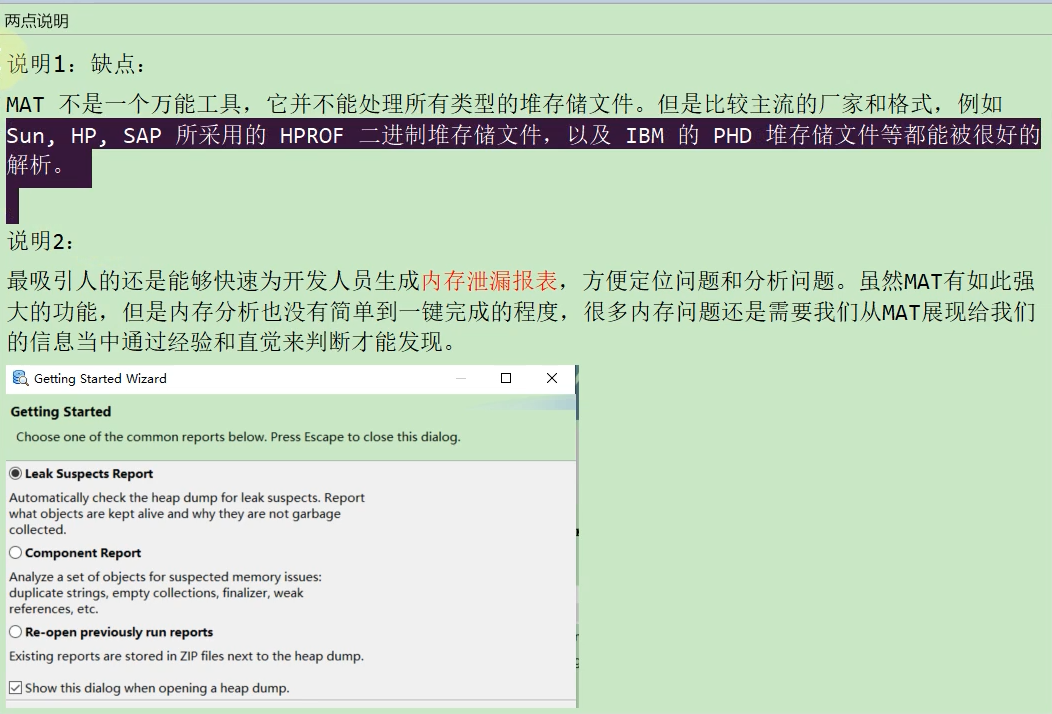 两点说明
说明1：缺点：
MAT 不是一个万能工具，它并不能处理所有类型的堆存储文件。但是比较主流的厂家和格式，例如
Sun, HP, SAP 所采用的 HPROF 二进制堆存储文件，以及 IBM 的 PHD 堆存储文件等都能被很好的
解析。
说明2：
最吸引人的还是能够快速为开发人员生成内存泄漏报表，方便定位问题和分析问题。虽然MAT有如此强
大的功能，但是内存分析也没有简单到一键完成的程度，很多内存问题还是需要我们从MAT展现给我们
的信息当中通过经验和直觉来判断才能发现。
Getting Started Wizard
Getting Started
Choose one of the common reports below. Press Escape to close this dialog.
Leak Suspects Report
Automatically check the heap dump for leak suspects. Report
what objects are kept alive and why they are not garbage
collected.
Component Report
Analyze a set of objects for suspected memory issues:
duplicate strings, empty collections, finalizer, weak
references, etc.
Re-open previously run reports
Existing reports are stored in ZIP files next to the heap dump.
Show this dialog when opening a heap dump.